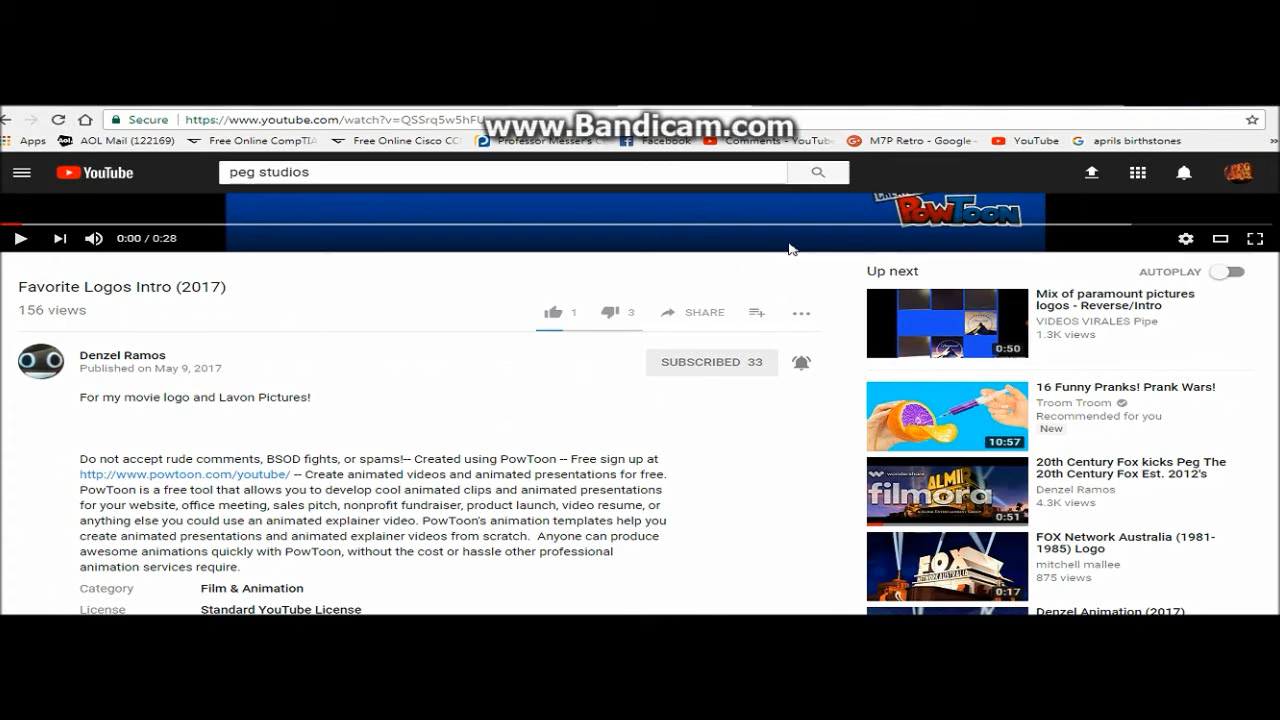 www.Bandicam.com
Secure https://www.youtube.com/watch?v=QSSrq5w5hFU
Apps AOL Mail (122169) Free Online CompTIA Free Online Cisco CC Professor Messer's Facebook Comments - YouTube M7P Retro - Google YouTube aprils birthstones »
YouTube peg studios
PowToon
0:00 / 0:28
Favorite Logos Intro (2017)
156 views
1 3 SHARE
Denzel Ramos
Published on May 9, 2017
SUBSCRIBED 33
For my movie logo and Lavon Pictures!
Do not accept rude comments, BSOD fights, or spams!-- Created using PowToon -- Free sign up at
http://www.powtoon.com/youtube/ -- Create animated videos and animated presentations for free.
PowToon is a free tool that allows you to develop cool animated clips and animated presentations
for your website, office meeting, sales pitch, nonprofit fundraiser, product launch, video resume, or
anything else you could use an animated explainer video. PowToon's animation templates help you
create animated presentations and animated explainer videos from scratch. Anyone can produce
awesome animations quickly with PowToon, without the cost or hassle other professional
animation services require.
Category Film & Animation
License Standard YouTube License
Up next AUTOPLAY
Mix of paramount pictures
logos - Reverse/Intro
VIDEOS VIRALES Pipe
1.3K views
0:50
16 Funny Pranks! Prank Wars!
Troom Troom
Recommended for you
New
10:57
20th Century Fox kicks Peg The
20th Century Fox Est. 2012's
Denzel Ramos
4.3K views
wondershare
filmora
ALMIR
0:51
FOX Network Australia (1981-
1985) Logo
mitchell mallee
875 views
FOX
NETWORK AUSTRALIA
0:17
Denzel Animation (2017)